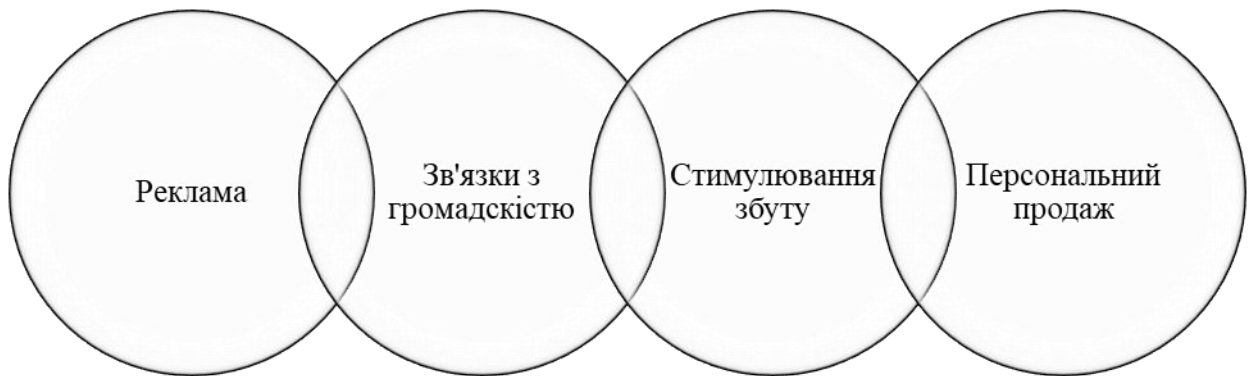 Реклама
Зв'язки з
громадскістю
Стимулювання
збуту
Персональний
продаж